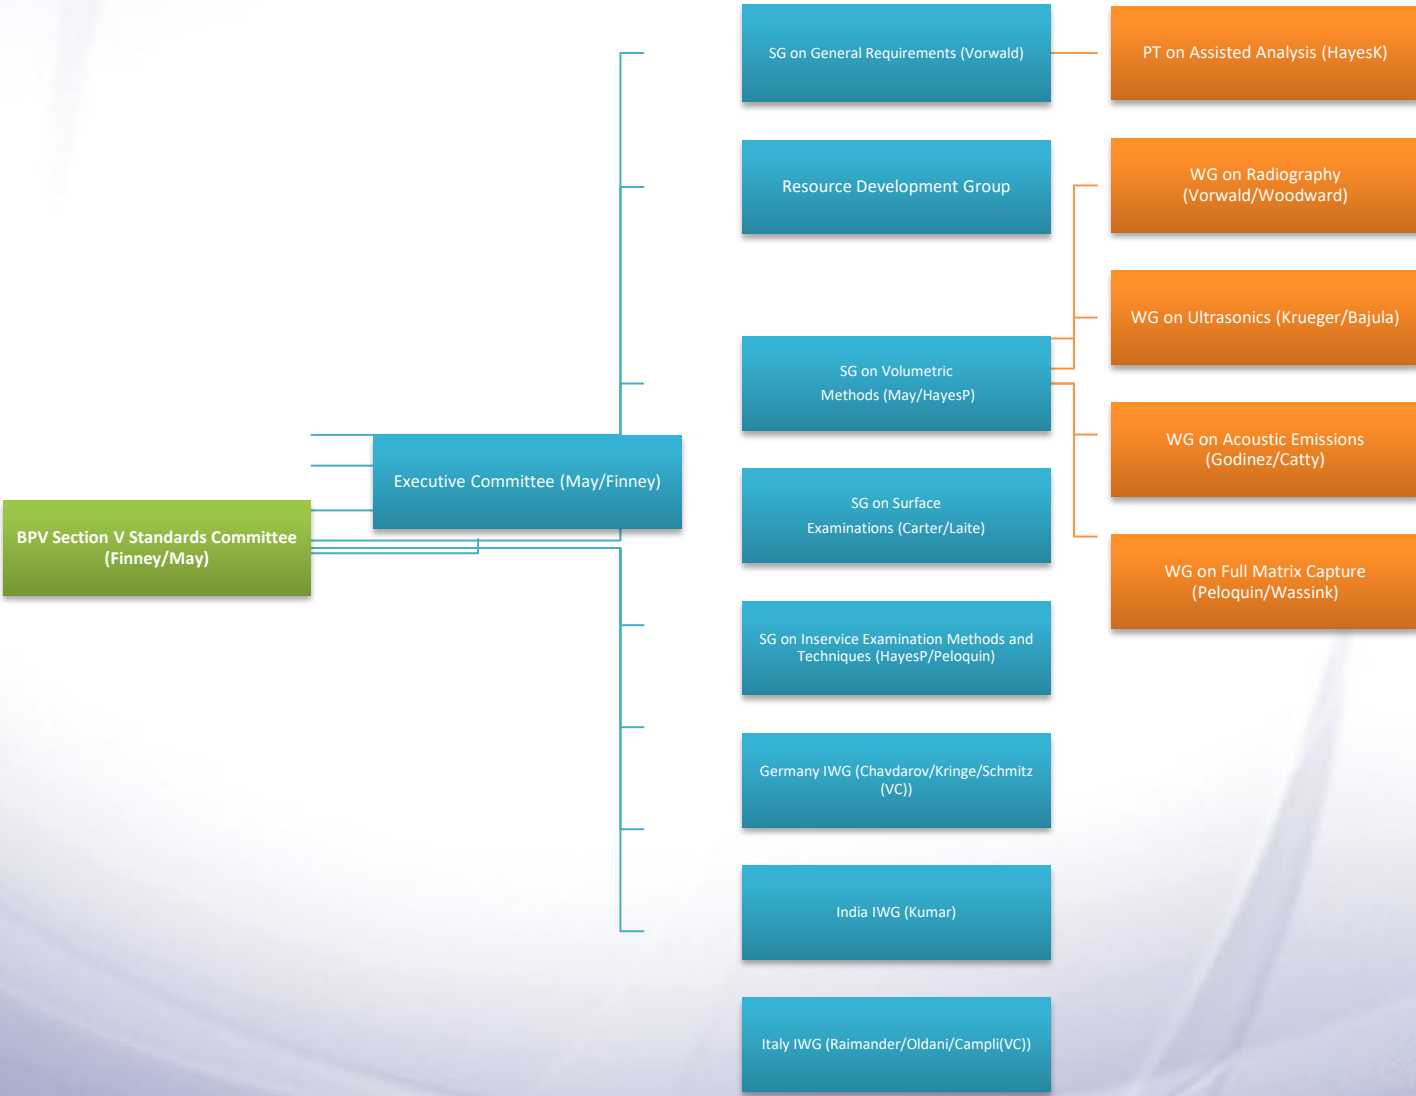 BPV Section V Standards Committee
(Finney/May)
Executive Committee (May/Finney)
SG on General Requirements (Vorwald)
PT on Assisted Analysis (HayesK)
Resource Development Group
SG on Volumetric
Methods (May/HayesP)
WG on Radiography
(Vorwald/Woodward)
WG on Ultrasonics (Krueger/Bajula)
WG on Acoustic Emissions
(Godinez/Catty)
WG on Full Matrix Capture
(Peloquin/Wassink)
SG on Surface
Examinations (Carter/Laite)
SG on Inservice Examination Methods and
Techniques (HayesP/Peloquin)
Germany IWG (Chavdarov/Kringe/Schmitz
(VC))
India IWG (Kumar)
Italy IWG (Raimander/Oldani/Campli(VC))